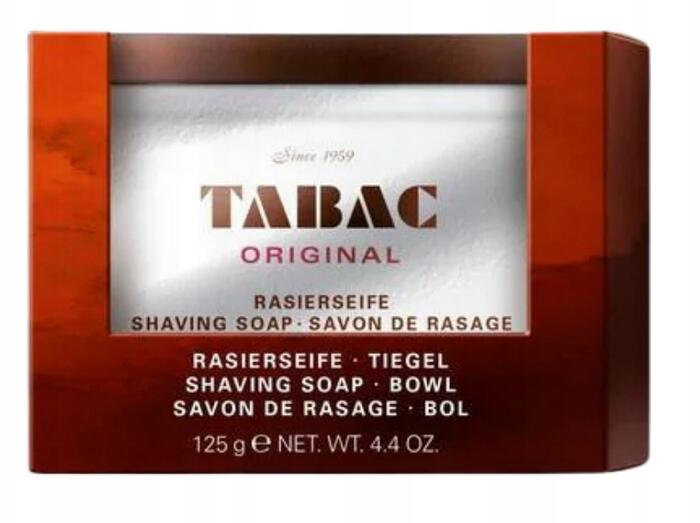 Since 1959
TABAC
ORIGINAL
RASIERSEIFE
SHAVING SOAP · SAVON DE RASAGE
RASIERSEIFE · TIEGEL
SHAVING SOAP · BOWL
SAVON DE RASAGE · BOL
125 g ℮ NET. WT. 4.4 OZ.